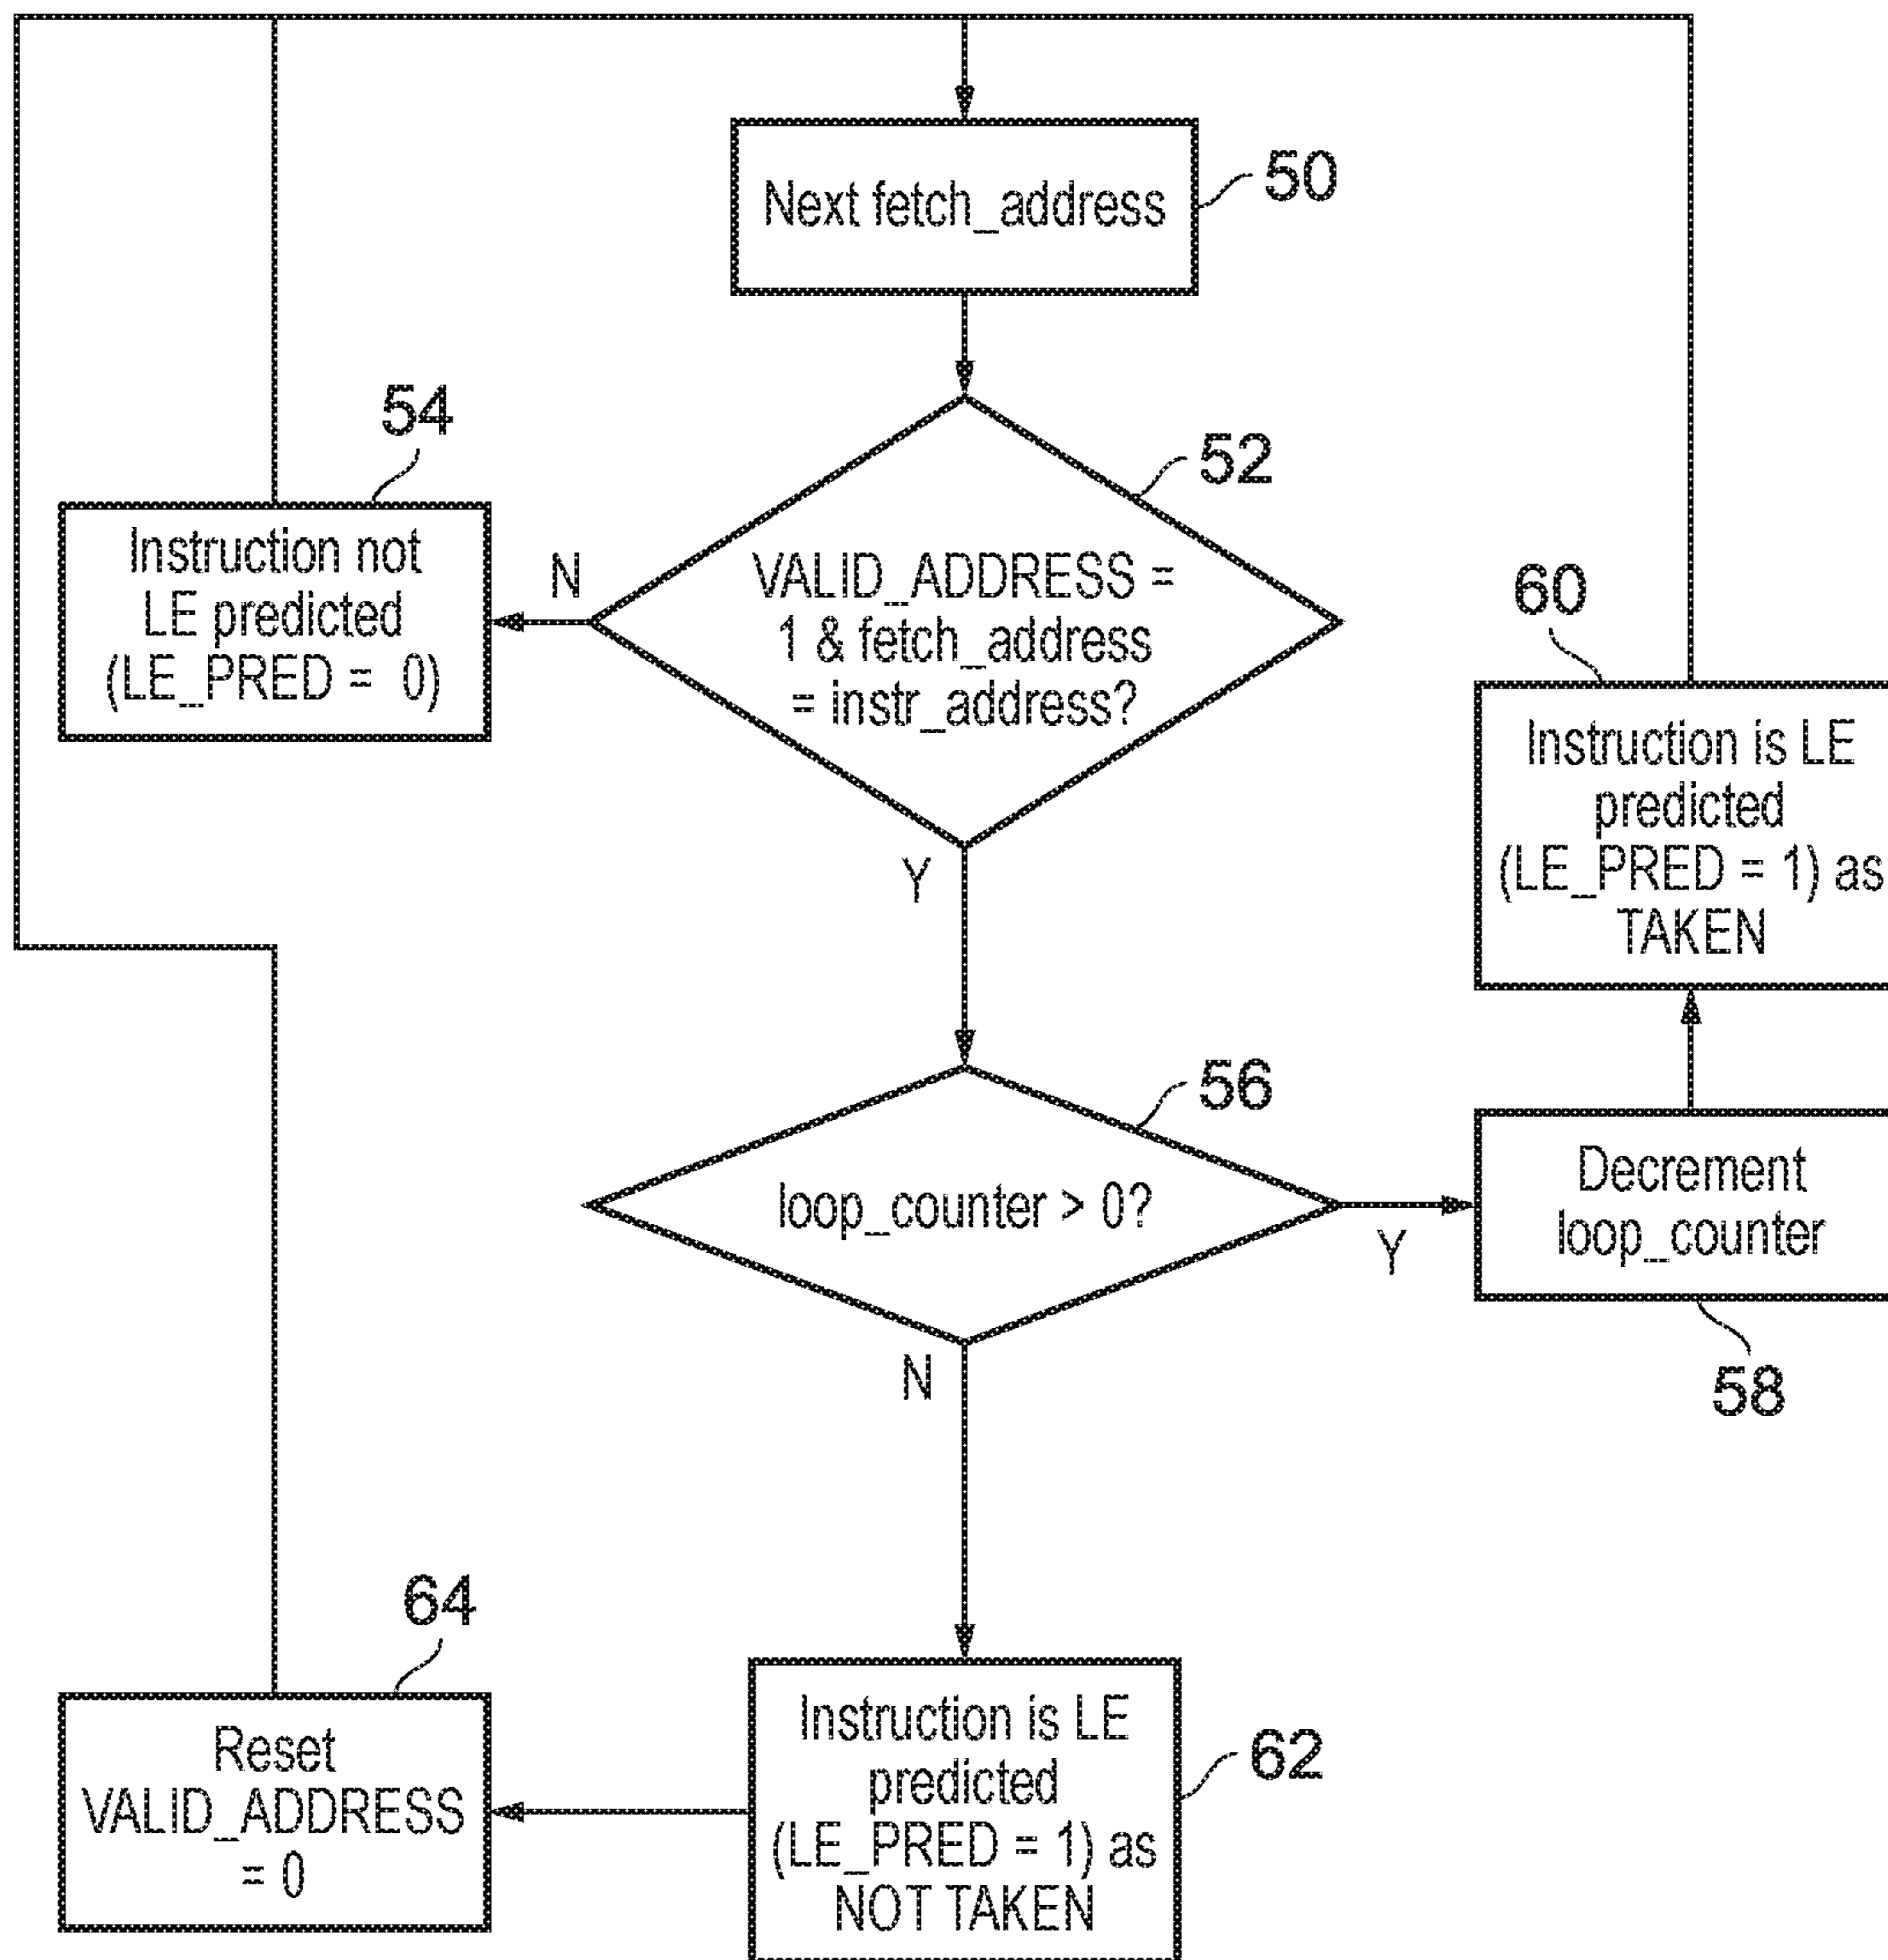 Next fetch_address
50
52
VALID_ADDRESS =
1 & fetch_address
= instr_address?
N
Y
54
Instruction not
LE predicted
(LE_PRED = 0)
60
Instruction is LE
predicted
(LE_PRED = 1) as
TAKEN
56
loop_counter > 0?
Y
N
Decrement
loop_counter
58
64
Reset
VALID_ADDRESS
= 0
Instruction is LE
predicted
(LE_PRED = 1) as
NOT TAKEN
62